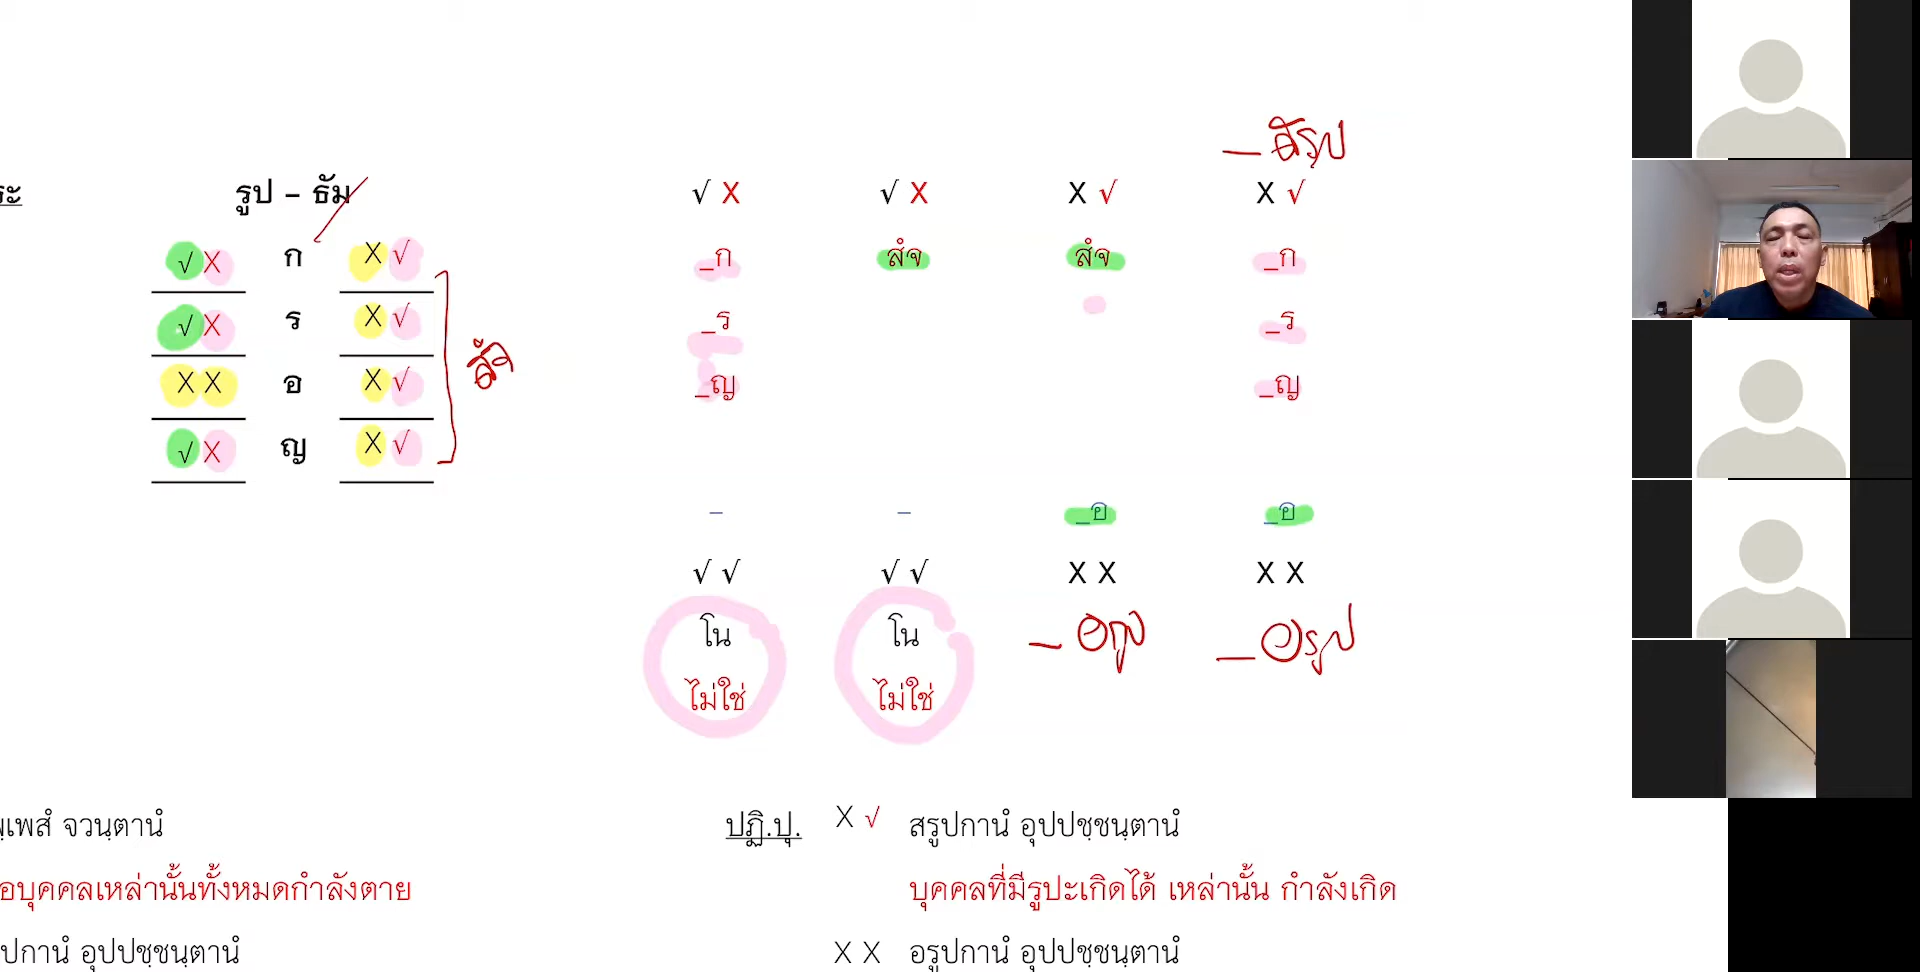 _ สรูป
ระ
รูป – ธัม
√ X √ X X √ X √
√ X ก X √
_ก สํจ สํจ _ก
√ X ร X √
_ร _ร
สํจ
X X อ X √
_ญ _ญ
√ X ญ X √
– – _อ _อ
√ √ √ √ X X X X
โน โน _ อรูป _ อรูป
ไม่ใช่ ไม่ใช่
พฺเพสํ จวนฺตานํ
ปฏิ.ปุ. X √ สรูปกานํ อุปปชฺชนฺตานํ
อบุคคลเหล่านั้นทั้งหมดกำลังตาย
บุคคลที่มีรูปะเกิดได้ เหล่านั้น กำลังเกิด
ปกานํ อุปปชฺชนฺตานํ
X X อรูปกานํ อุปปชฺชนฺตานํ